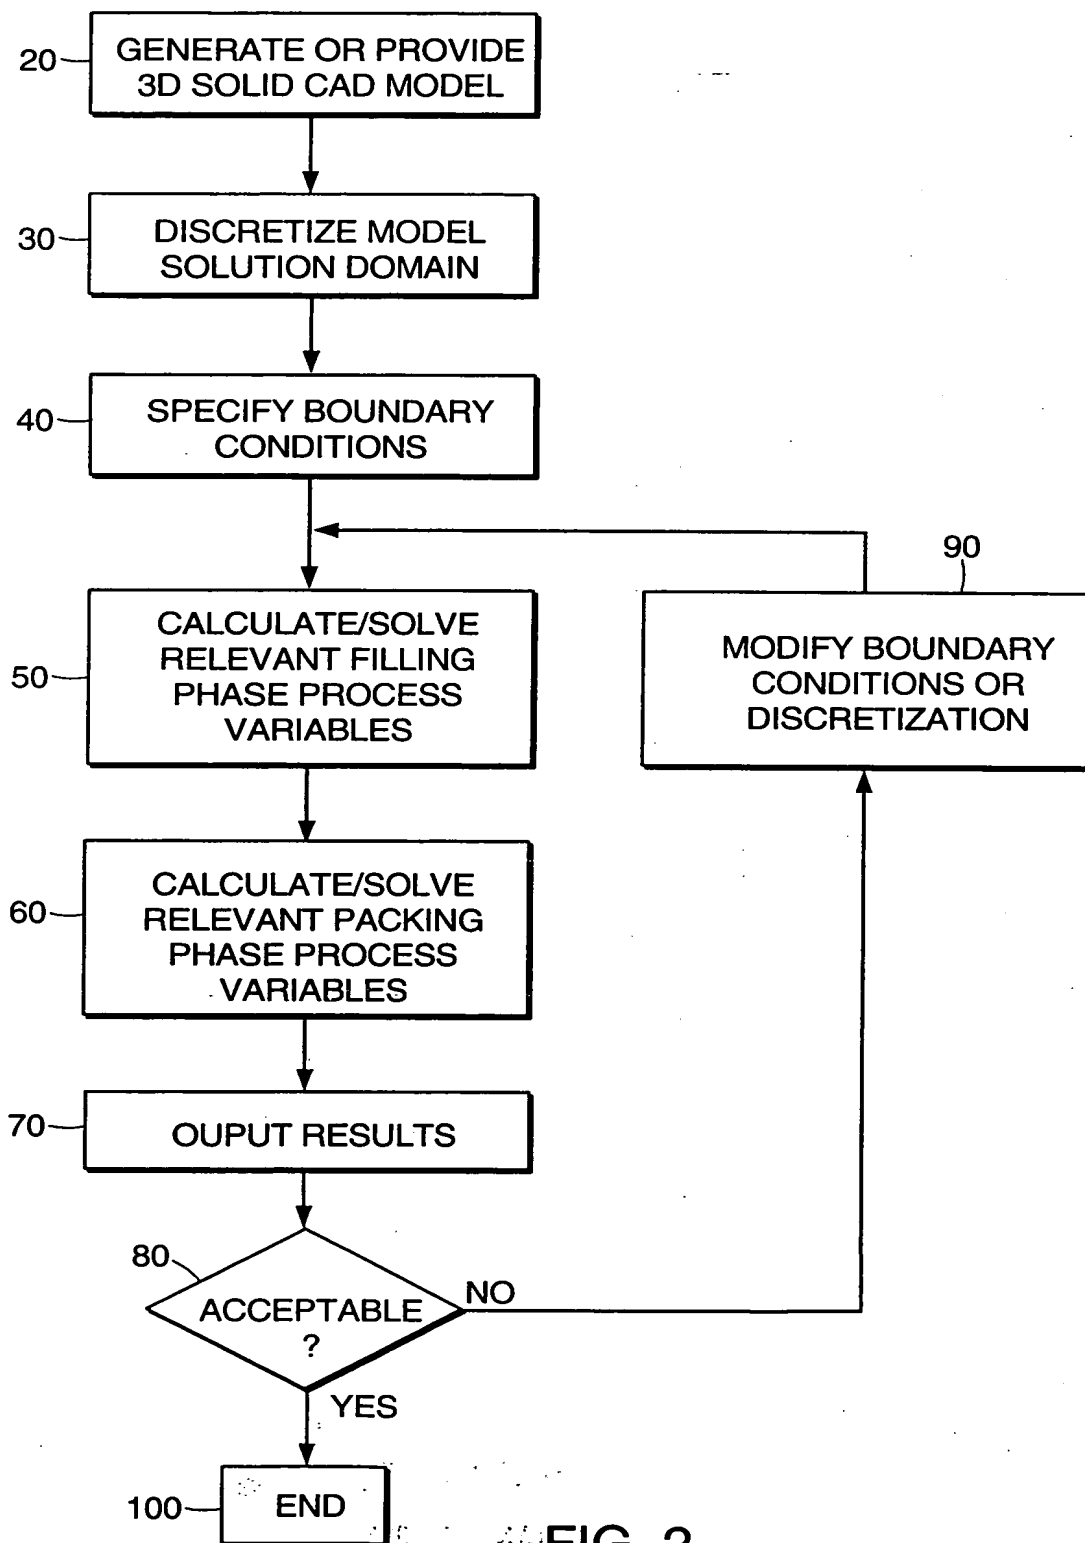 20
GENERATE OR PROVIDE
3D SOLID CAD MODEL
30
DISCRETIZE MODEL
SOLUTION DOMAIN
40
SPECIFY BOUNDARY
CONDITIONS
90
MODIFY BOUNDARY
CONDITIONS OR
DISCRETIZATION
50
CALCULATE/SOLVE
RELEVANT FILLING
PHASE PROCESS
VARIABLES
60
CALCULATE/SOLVE
RELEVANT PACKING
PHASE PROCESS
VARIABLES
70
OUPUT RESULTS
80
ACCEPTABLE
?
NO
YES
100
END
FIG. 2